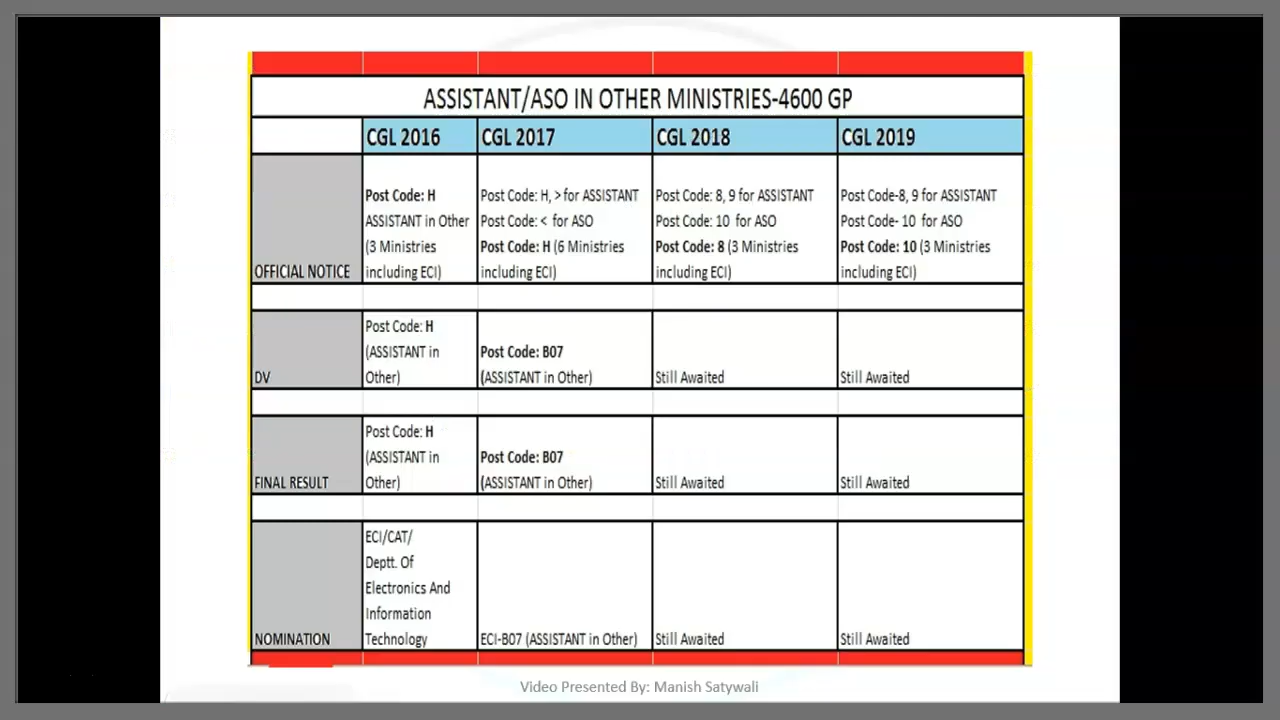 ASSISTANT/ASO IN OTHER MINISTRIES-4600 GP
CGL 2016 CGL 2017 CGL 2018 CGL 2019
OFFICIAL NOTICE
Post Code: H
ASSISTANT in Other
(3 Ministries
including ECI)
Post Code: H, > for ASSISTANT
Post Code: < for ASO
Post Code: H (6 Ministries
including ECI)
Post Code: 8, 9 for ASSISTANT
Post Code: 10 for ASO
Post Code: 8 (3 Ministries
including ECI)
Post Code-8, 9 for ASSISTANT
Post Code- 10 for ASO
Post Code: 10 (3 Ministries
including ECI)
DV
Post Code: H
(ASSISTANT in
Other)
Post Code: B07
(ASSISTANT in Other)
Still Awaited
Still Awaited
FINAL RESULT
Post Code: H
(ASSISTANT in
Other)
Post Code: B07
(ASSISTANT in Other)
Still Awaited
Still Awaited
NOMINATION
ECI/CAT/
Deptt. Of
Electronics And
Information
Technology
ECI-B07 (ASSISTANT in Other)
Still Awaited
Still Awaited
Video Presented By: Manish Satywali